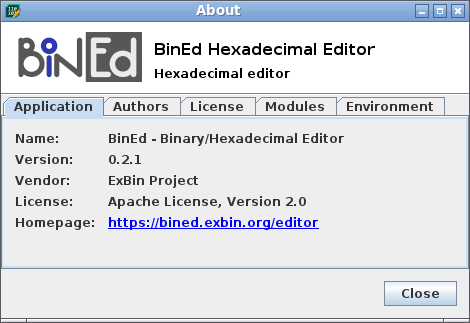 About
BinEd
BinEd Hexadecimal Editor
Hexadecimal editor
Application Authors License Modules Environment
Name: BinEd - Binary/Hexadecimal Editor
Version: 0.2.1
Vendor: ExBin Project
License: Apache License, Version 2.0
Homepage: https://bined.exbin.org/editor
Close